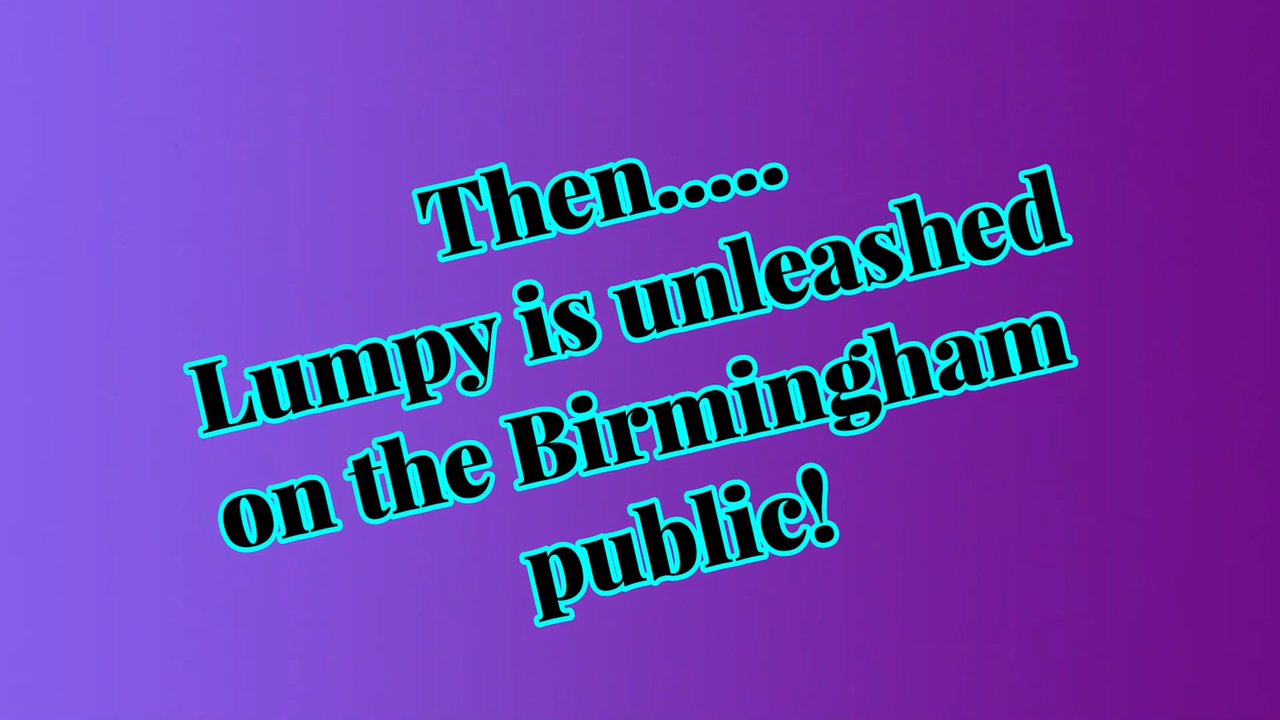 Then.....
Lumpy is unleashed
on the Birmingham
public!